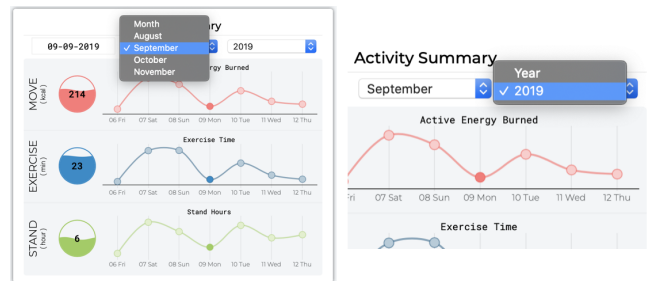 Month
August
✓ September
October
November
ry
09-09-2019
2019
rgy Burned
MOVE
(kcal)
214
06 Fri 07 Sat 08 Sun 09 Mon 10 Tue 11 Wed 12 Thu
Exercise Time
EXERCISE
(min)
23
06 Fri 07 Sat 08 Sun 09 Mon 10 Tue 11 Wed 12 Thu
Stand Hours
STAND
(hour)
6
06 Fri 07 Sat 08 Sun 09 Mon 10 Tue 11 Wed 12 Thu
Activity Summary
September
Year
✓ 2019
Active Energy Burned
Fri 07 Sat 08 Sun 09 Mon 10 Tue 11 Wed 12 Thu
Exercise Time